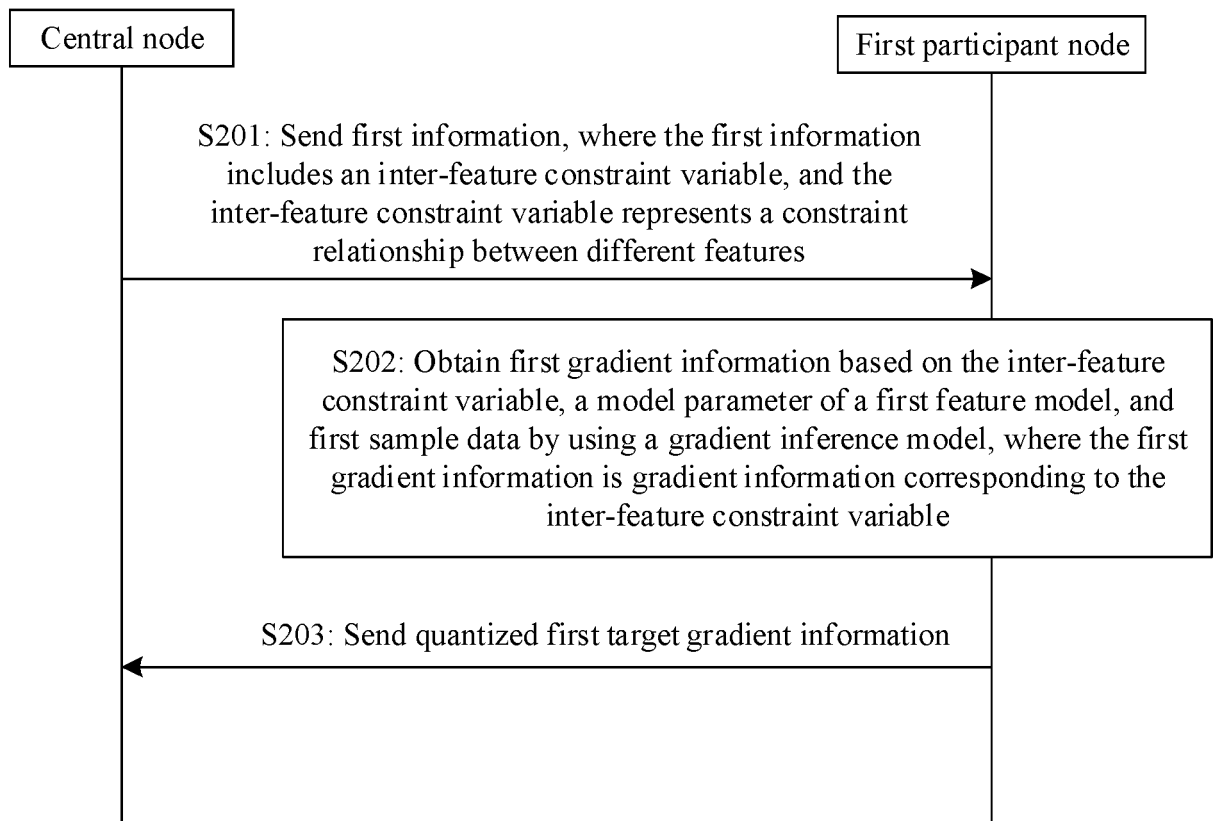 Central node
First participant node
S201: Send first information, where the first information
includes an inter-feature constraint variable, and the
inter-feature constraint variable represents a constraint
relationship between different features
S202: Obtain first gradient information based on the inter-feature
constraint variable, a model parameter of a first feature model, and
first sample data by using a gradient inference model, where the first
gradient information is gradient information corresponding to the
inter-feature constraint variable
S203: Send quantized first target gradient information